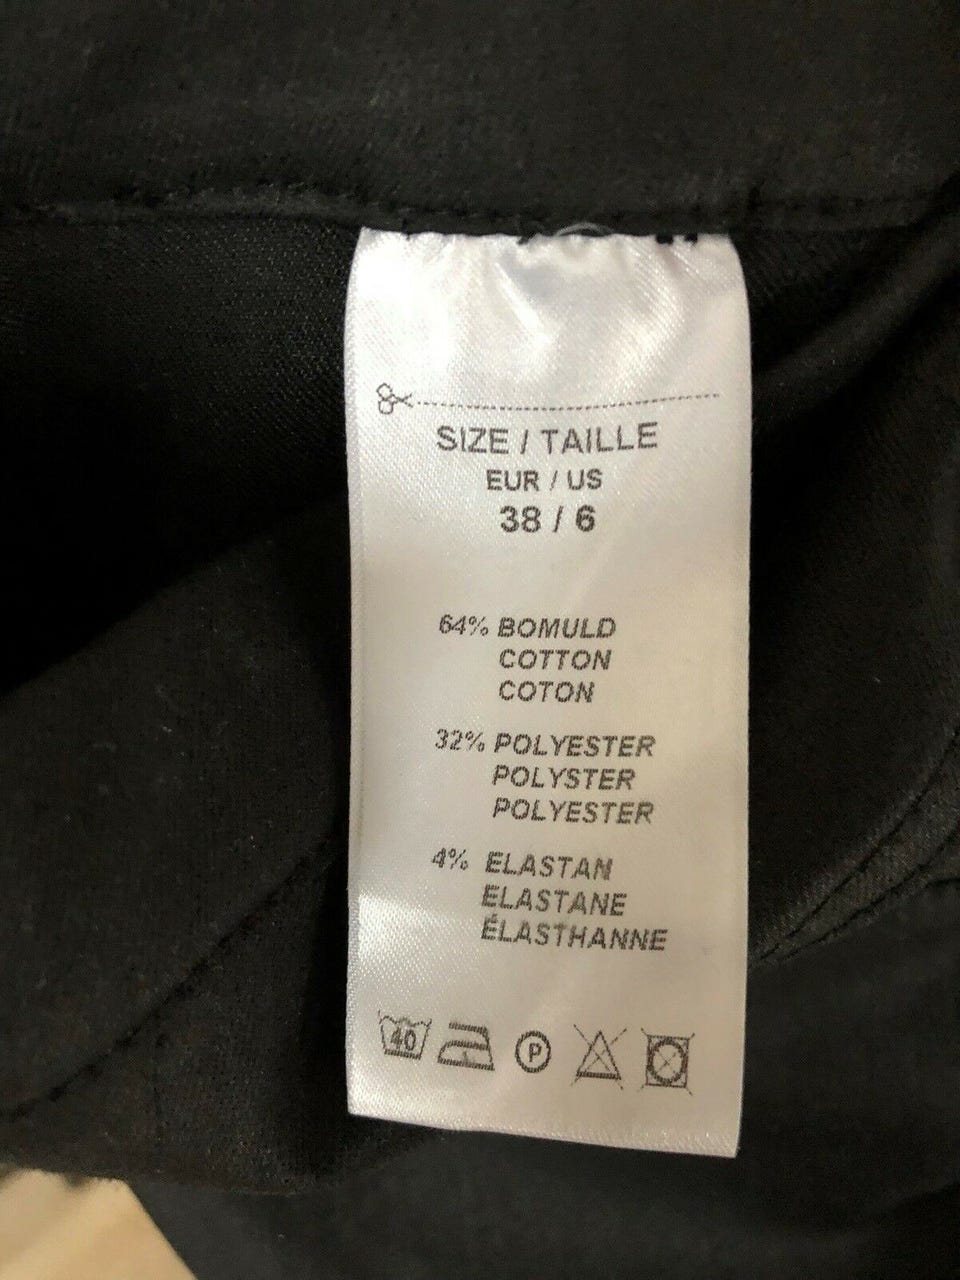 SIZE / TAILLE
EUR / US
38 / 6
64% BOMULD
COTTON
COTON
32% POLYESTER
POLYSTER
POLYESTER
4% ELASTAN
ELASTANE
ÉLASTHANNE
40 P